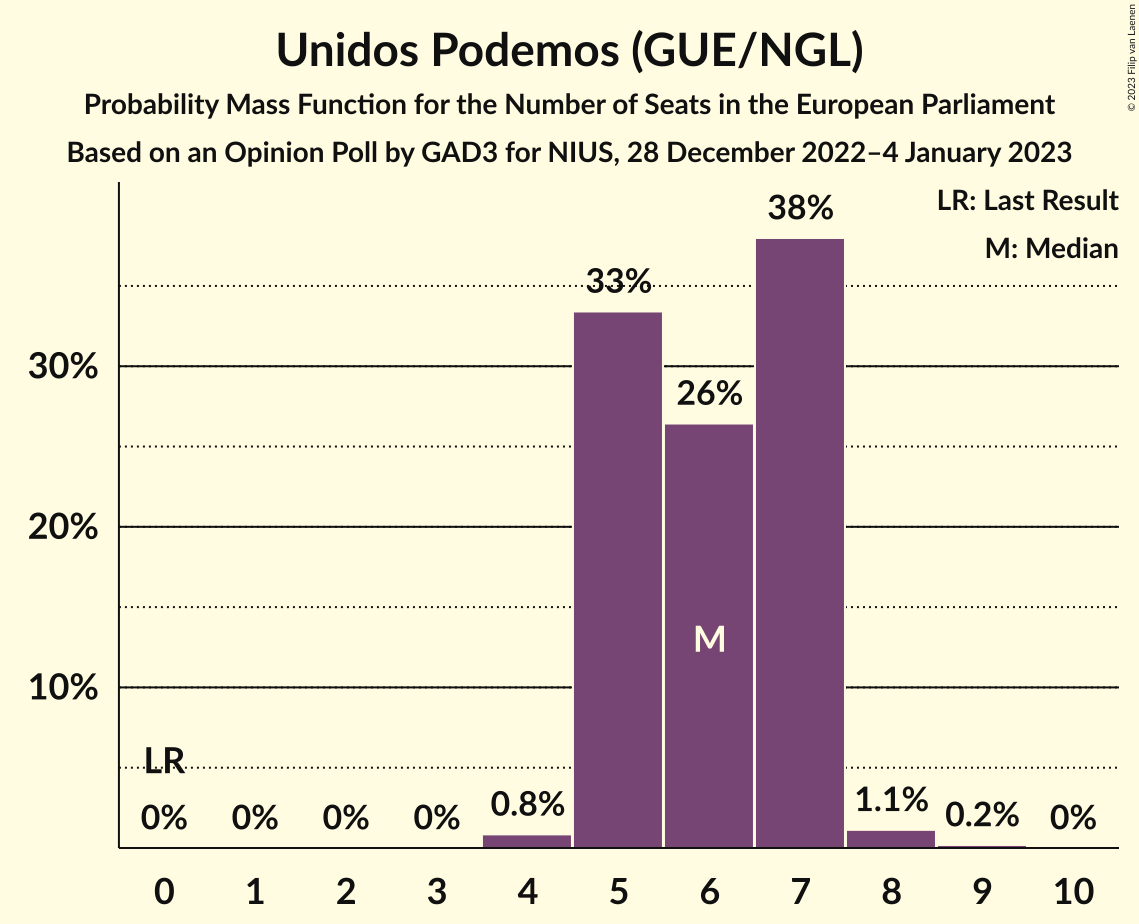 Unidos Podemos (GUE/NGL)
Probability Mass Function for the Number of Seats in the European Parliament
Based on an Opinion Poll by GAD3 for NIUS, 28 December 2022–4 January 2023
© 2023 Filip van Laenen
LR: Last Result
M: Median
38%
33%
30%
26%
20%
M
10%
LR
0%
0%
0%
0%
0.8%
1.1%
0.2%
0%
0 1 2 3 4 5 6 7 8 9 10